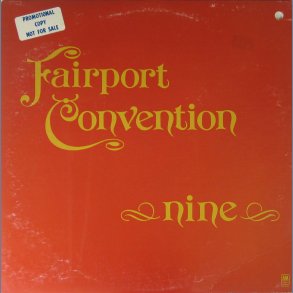 PROMOTIONAL
COPY
NOT FOR SALE
Fairport
Convention
nine